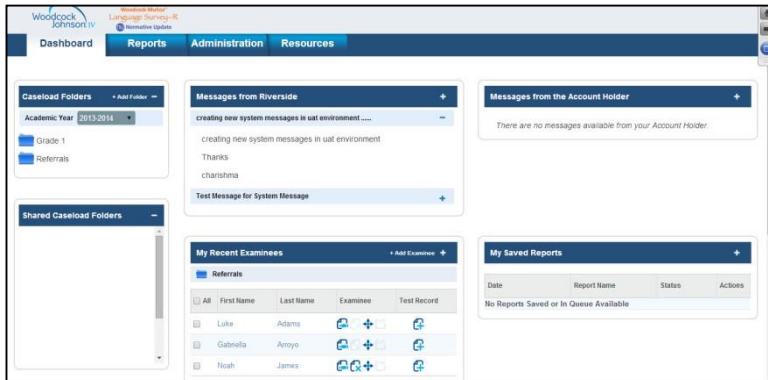 Woodcock
Johnson IV
Woodcock-Muñoz
Language Survey–R
Normative Update
Dashboard Reports Administration Resources
Caseload Folders + Add Folder
Academic Year 2013-2014
Grade 1
Referrals
Shared Caseload Folders
Messages from Riverside
creating new system messages in uat environment .....
creating new system messages in uat environment
Thanks
charishma
Test Message for System Message
My Recent Examinees + Add Examinee
Referrals
All First Name Last Name Examinee Test Record
Luke Adams
Gabriella Arroyo
Noah James
Messages from the Account Holder
There are no messages available from your Account Holder.
My Saved Reports
Date Report Name Status Actions
No Reports Saved or In Queue Available